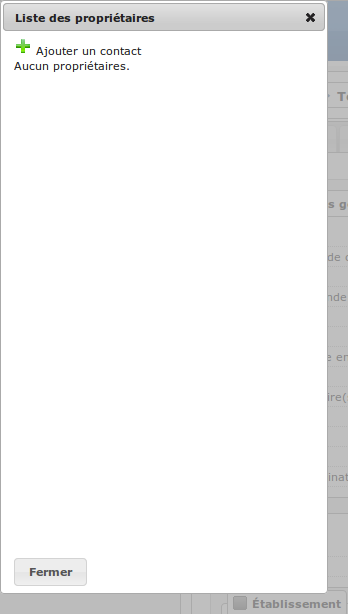 Liste des propriétaires
Ajouter un contact
Aucun propriétaires.
Fermer
Établissement